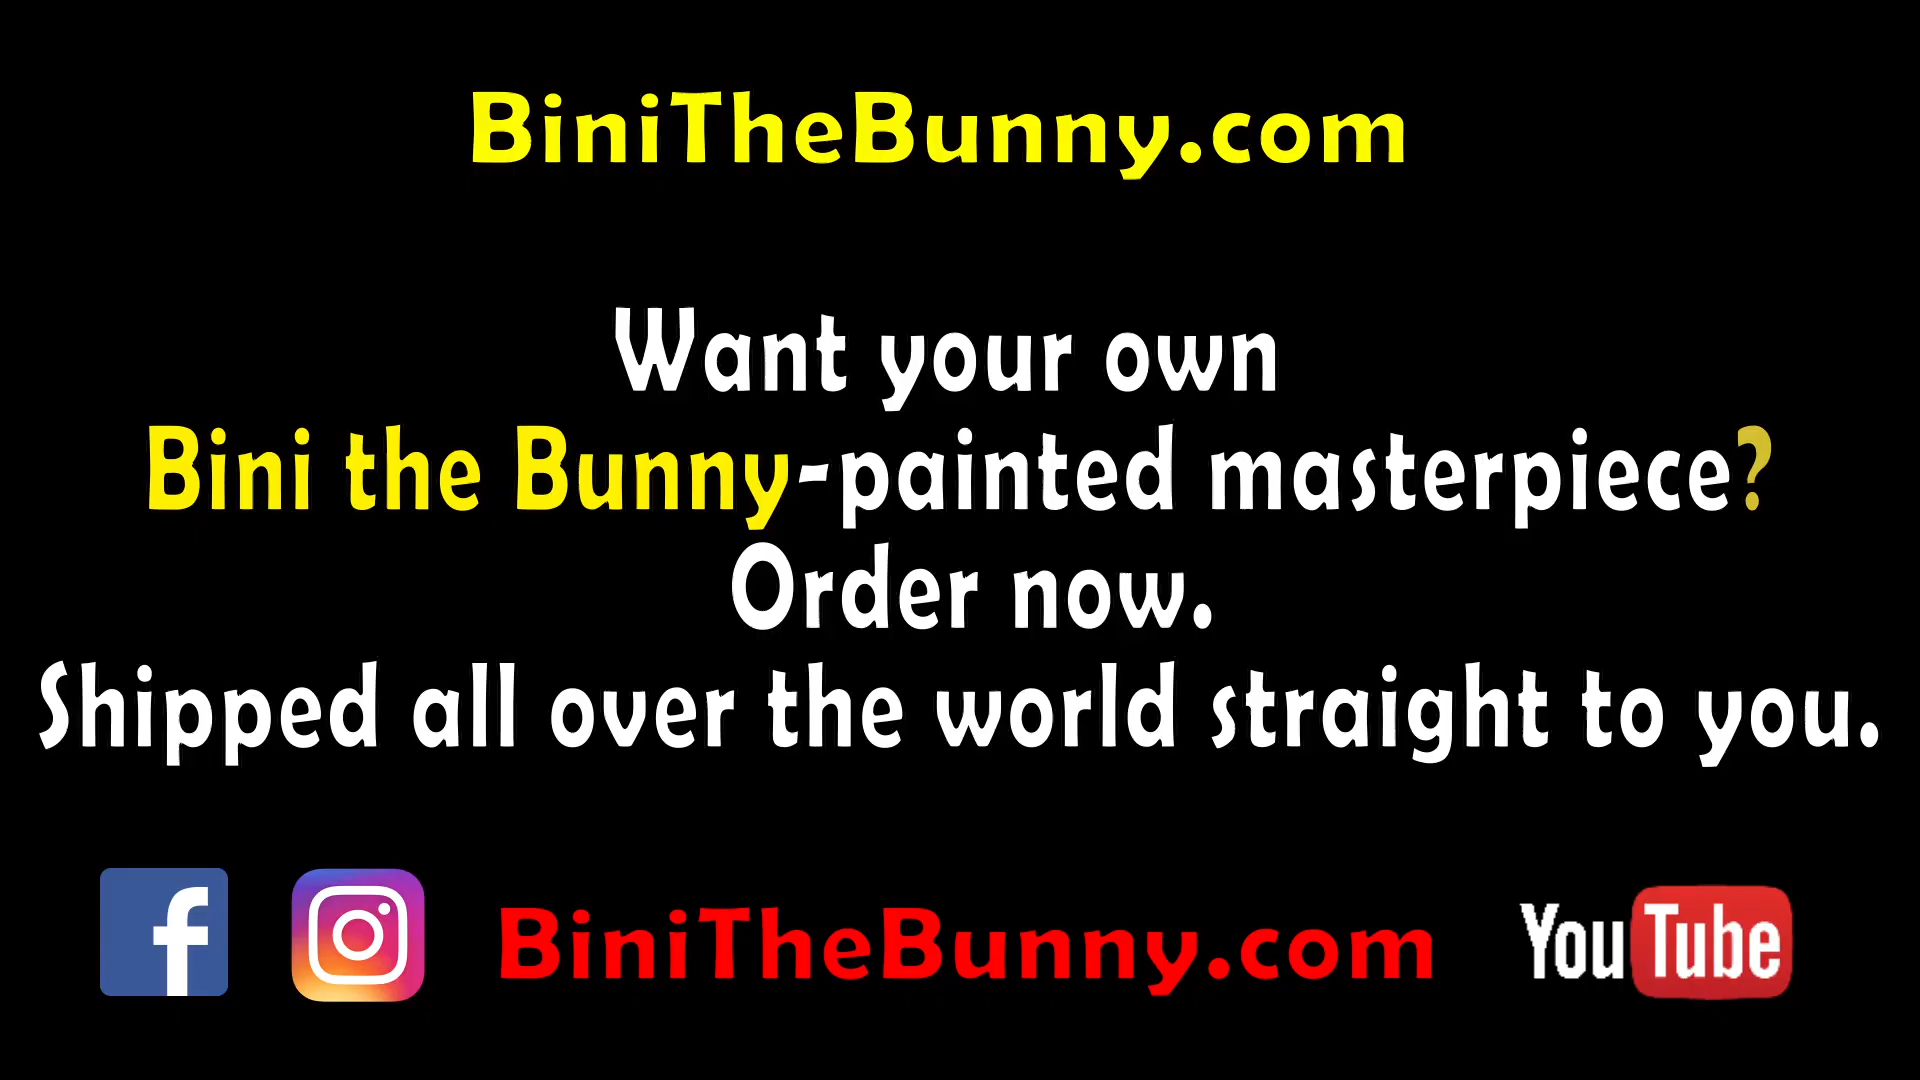 BiniTheBunny.com
Want your own
Bini the Bunny-painted masterpiece?
Order now.
Shipped all over the world straight to you.
f BiniTheBunny.com YouTube